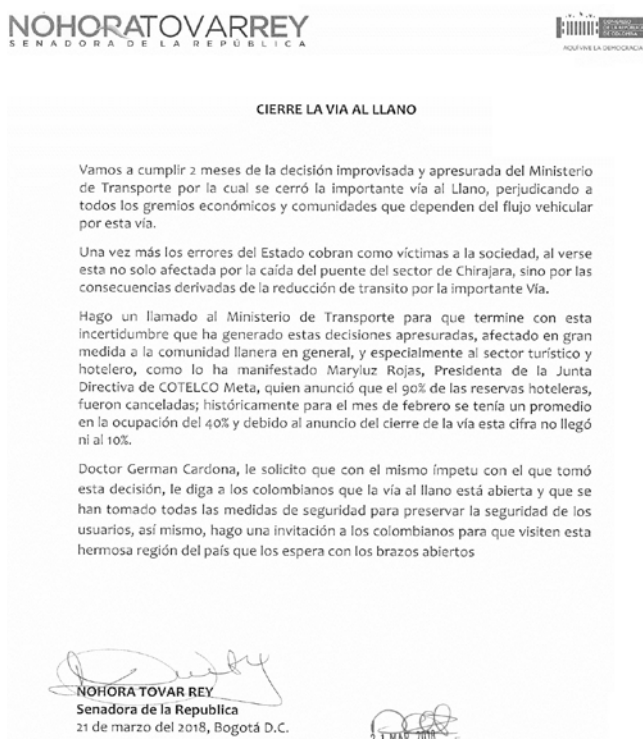 NOHORATOVARREY
SENADORA DE LA REPÚBLICA
CONGRESO
DE LA REPÚBLICA
DE COLOMBIA
AQUÍ VIVE LA DEMOCRACIA
CIERRE LA VIA AL LLANO
Vamos a cumplir 2 meses de la decisión improvisada y apresurada del Ministerio
de Transporte por la cual se cerró la importante vía al Llano, perjudicando a
todos los gremios económicos y comunidades que dependen del flujo vehicular
por esta vía.
Una vez más los errores del Estado cobran como víctimas a la sociedad, al verse
esta no solo afectada por la caída del puente del sector de Chirajara, sino por las
consecuencias derivadas de la reducción de transito por la importante Vía.
Hago un llamado al Ministerio de Transporte para que termine con esta
incertidumbre que ha generado estas decisiones apresuradas, afectado en gran
medida a la comunidad llanera en general, y especialmente al sector turístico y
hotelero, como lo ha manifestado Maryluz Rojas, Presidenta de la Junta
Directiva de COTELCO Meta, quien anunció que el 90% de las reservas hoteleras,
fueron canceladas; históricamente para el mes de febrero se tenía un promedio
en la ocupación del 40% y debido al anuncio del cierre de la vía esta cifra no llegó
ni al 10%.
Doctor German Cardona, le solicito que con el mismo ímpetu con el que tomó
esta decisión, le diga a los colombianos que la vía al llano está abierta y que se
han tomado todas las medidas de seguridad para preservar la seguridad de los
usuarios, así mismo, hago una invitación a los colombianos para que visiten esta
hermosa región del país que los espera con los brazos abiertos
NOHORA TOVAR REY
Senadora de la Republica
21 de marzo del 2018, Bogotá D.C.
21 MAR 2018